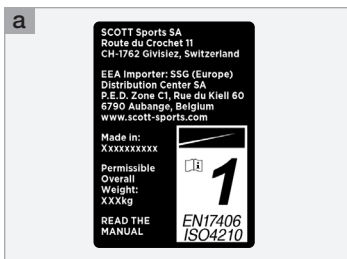 a
SCOTT Sports SA
Route du Crochet 11
CH-1762 Givisiez, Switzerland
EEA Importer: SSG (Europe)
Distribution Center SA
P.E.D. Zone C1, Rue du Kiell 60
6790 Aubange, Belgium
www.scott-sports.com
Made in:
Xxxxxxxxxx
Permissible
Overall
Weight:
XXXkg
READ THE
MANUAL
i
1
EN17406
ISO4210